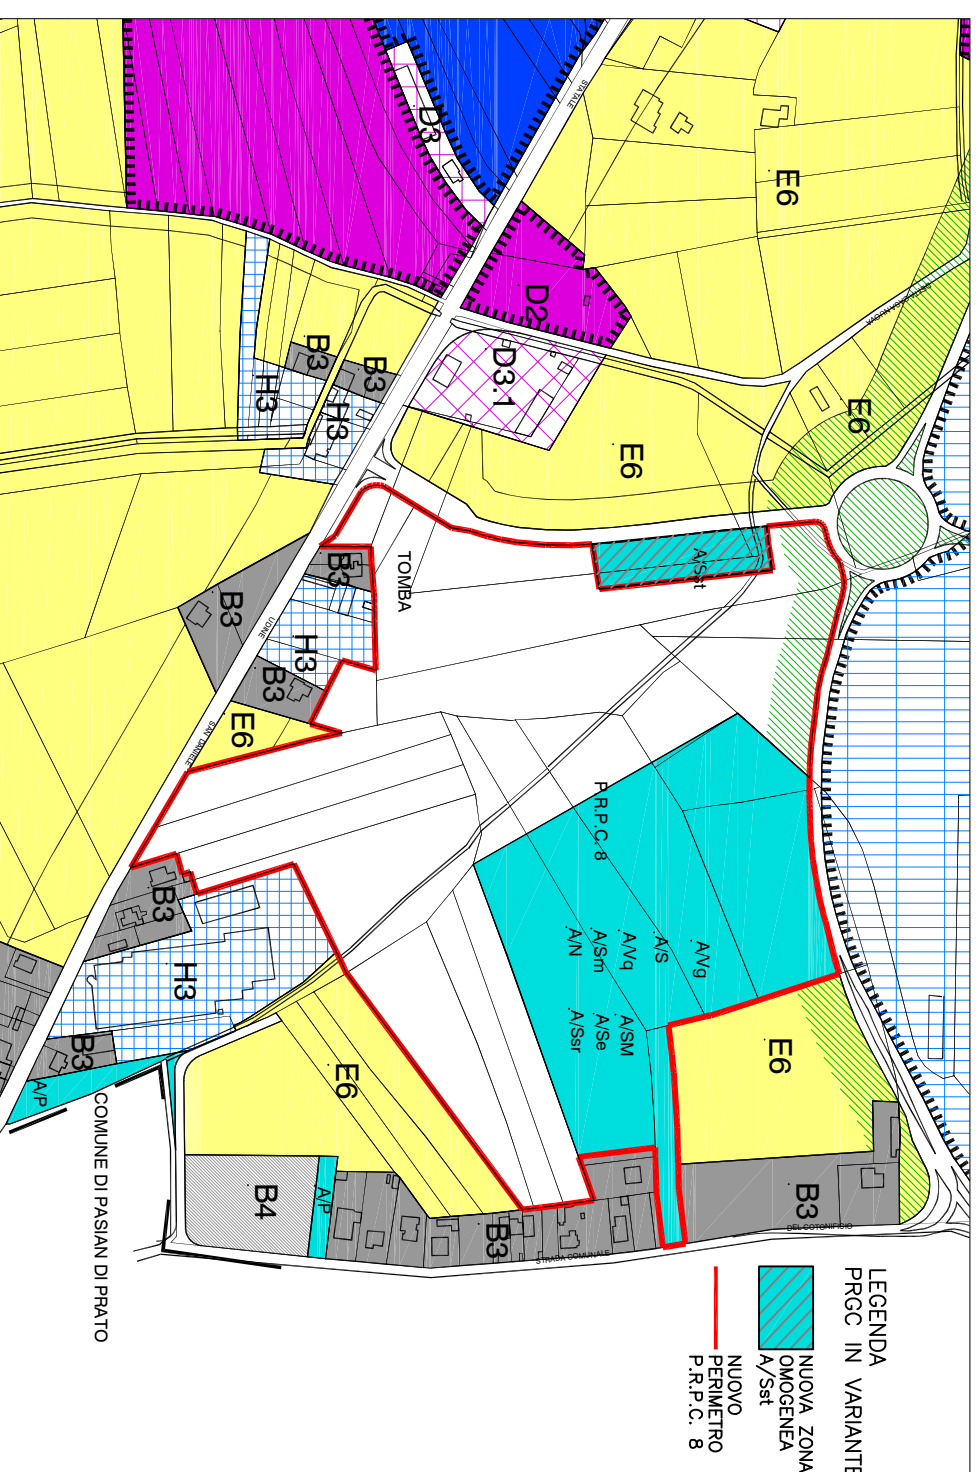 LEGENDA
PRGC IN VARIANTE
NUOVA ZONA
OMOGENEA
A/Sst
NUOVO
PERIMETRO
P.R.P.C. 8
E6
E6
E6
D2
D3
D3.1
STATALE
B3
B3
H3
H3
A/Sst
TOMBA
B3
H3
B3
B3
E6
UDINE
SAN DANIELE
P.R.P.C. 8
A/Vg
A/S
A/Vq
A/Sm
A/N
A/SM
A/Se
A/Ssr
E6
B3
DEL COTONIFICIO
B3
H3
B3
A/P
E6
B4
A/P
B3
STRADA COMUNALE
COMUNE DI PASIAN DI PRATO